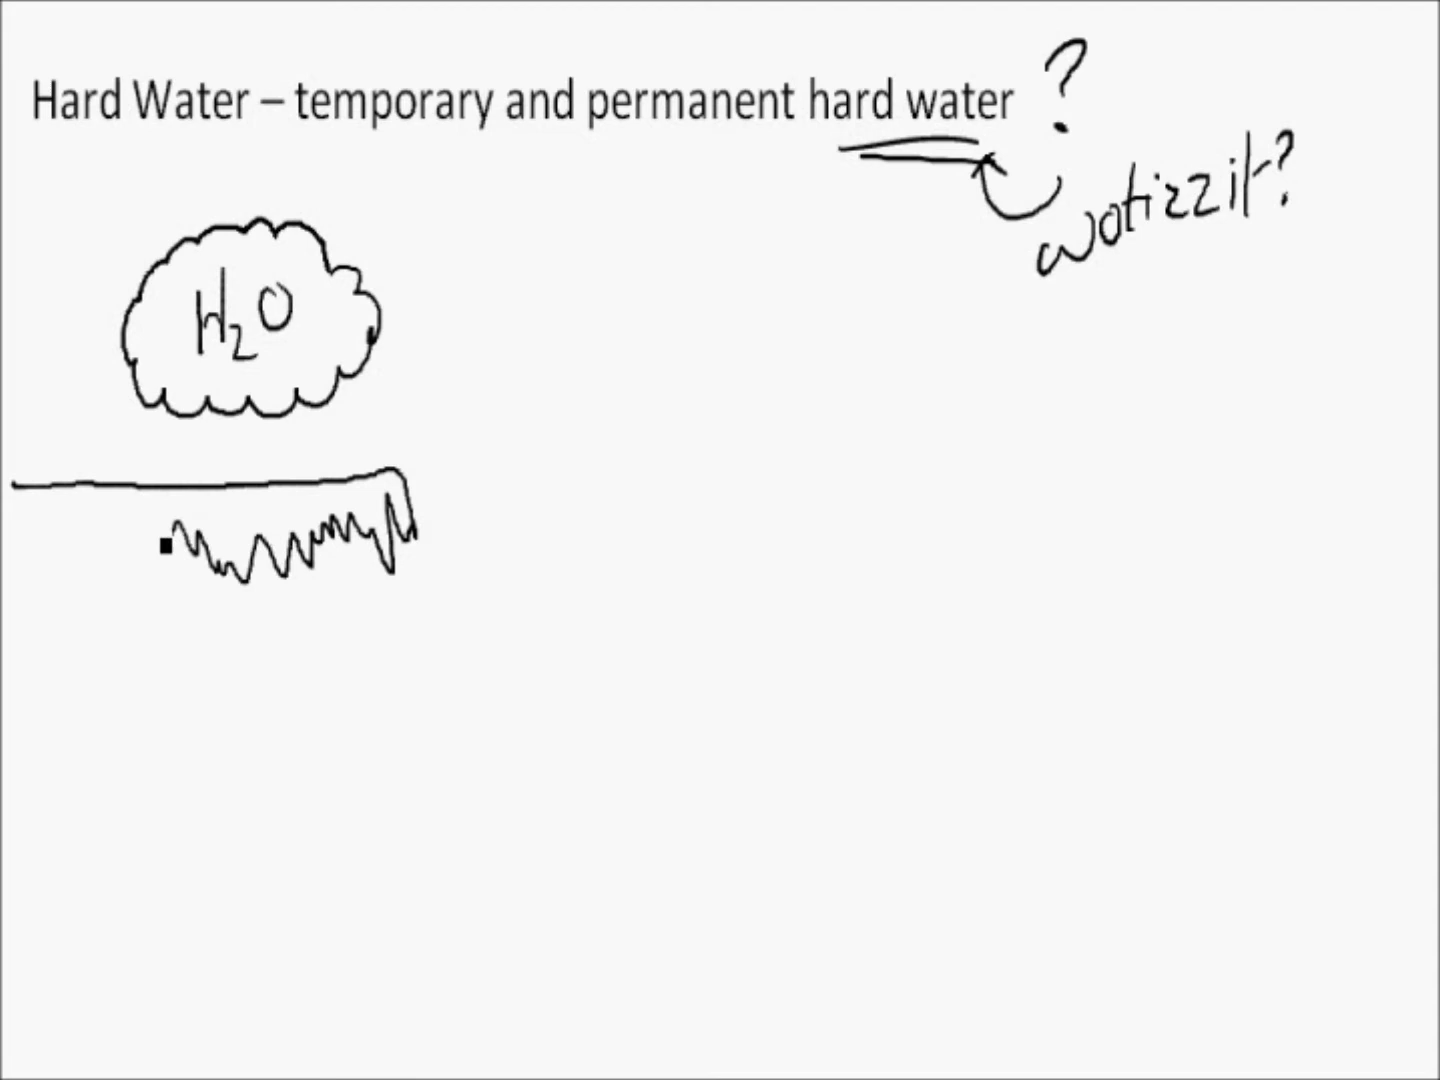 Hard Water – temporary and permanent hard water ?
wotizzit?
H₂O